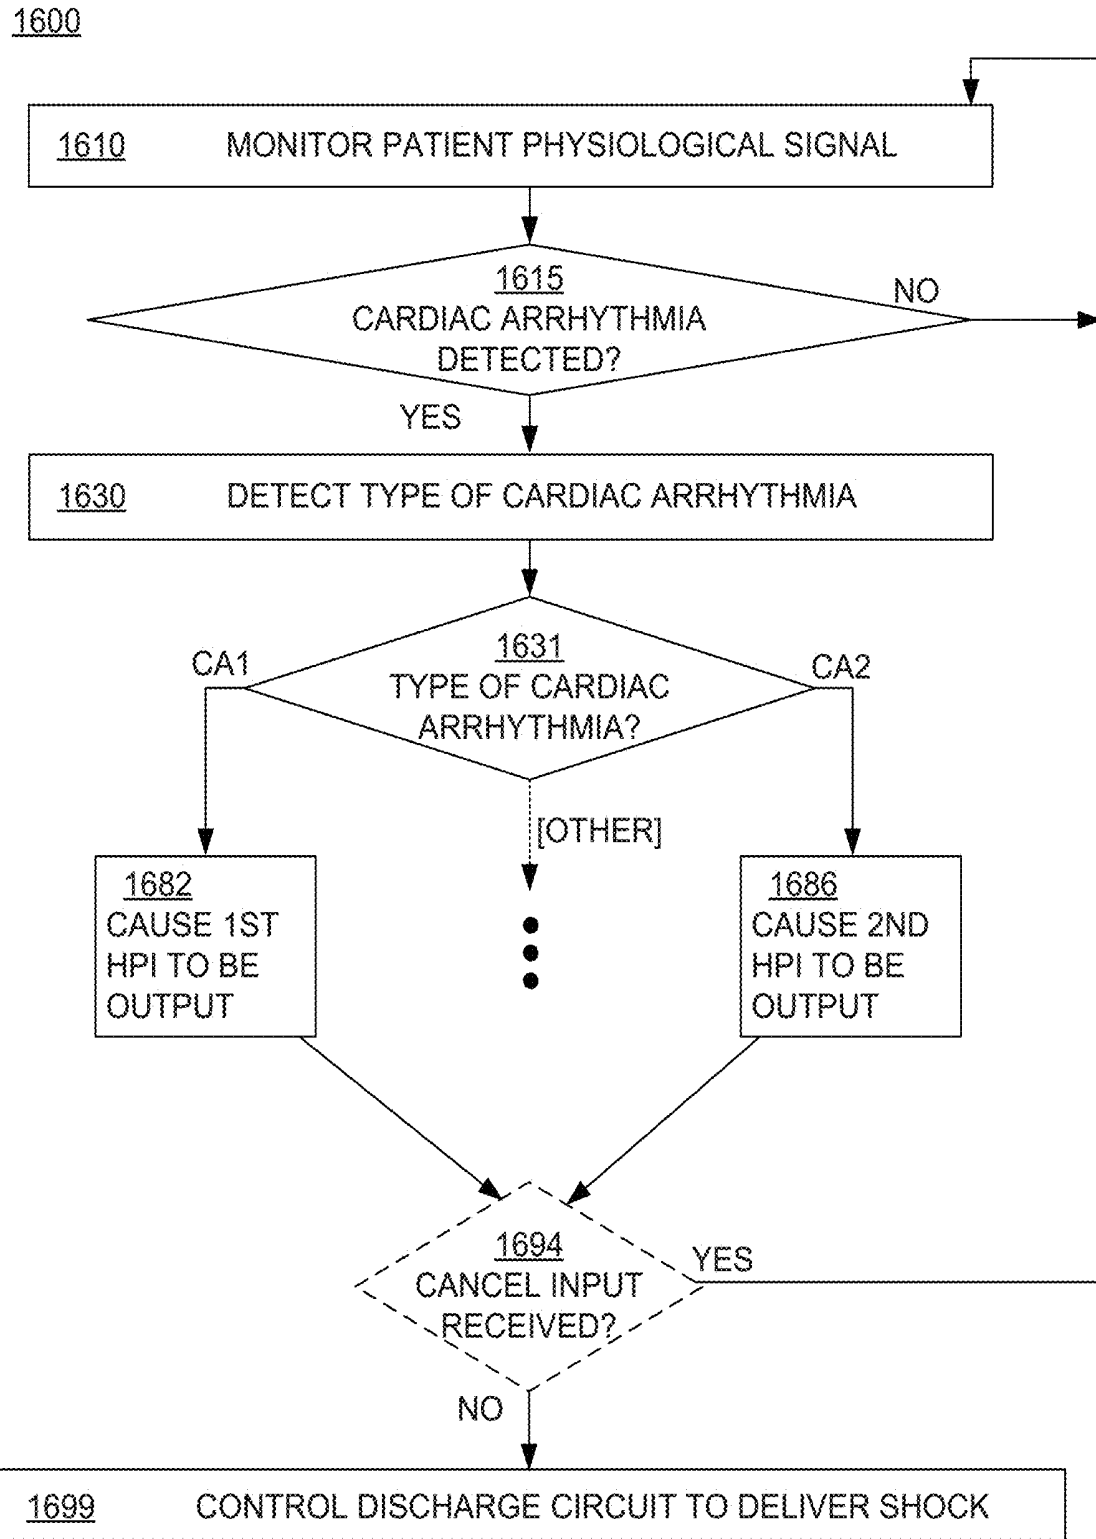 1600
1610 MONITOR PATIENT PHYSIOLOGICAL SIGNAL
1615
CARDIAC ARRHYTHMIA
DETECTED?
NO
YES
1630 DETECT TYPE OF CARDIAC ARRHYTHMIA
1631
TYPE OF CARDIAC
ARRHYTHMIA?
CA1
CA2
[OTHER]
1682
CAUSE 1ST
HPI TO BE
OUTPUT
1686
CAUSE 2ND
HPI TO BE
OUTPUT
1694
CANCEL INPUT
RECEIVED?
YES
NO
1699 CONTROL DISCHARGE CIRCUIT TO DELIVER SHOCK